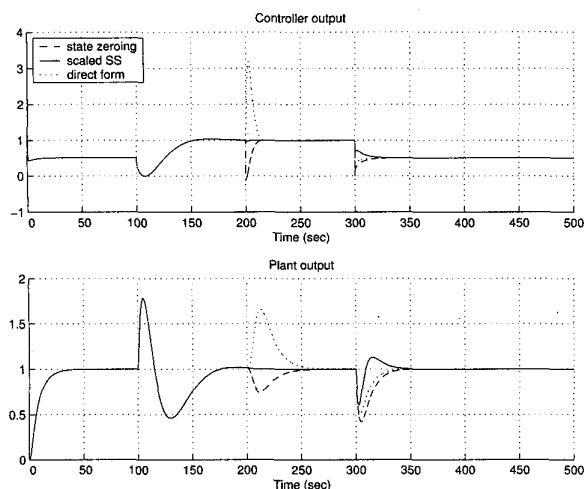 Controller output
4
state zeroing
scaled SS
direct form
3
2
1
0
-1
0 50 100 150 200 250 300 350 400 450 500
Time (sec)
Plant output
2
1.5
1
0.5
0
0 50 100 150 200 250 300 350 400 450 500
Time (sec)